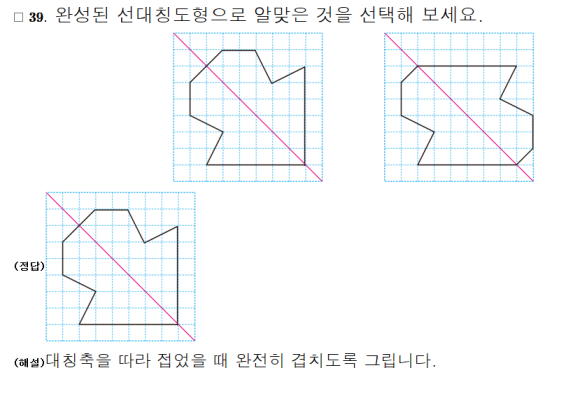 □ 39. 완성된 선대칭도형으로 알맞은 것을 선택해 보세요.
(정답)
(해설)대칭축을 따라 접었을 때 완전히 겹치도록 그립니다.